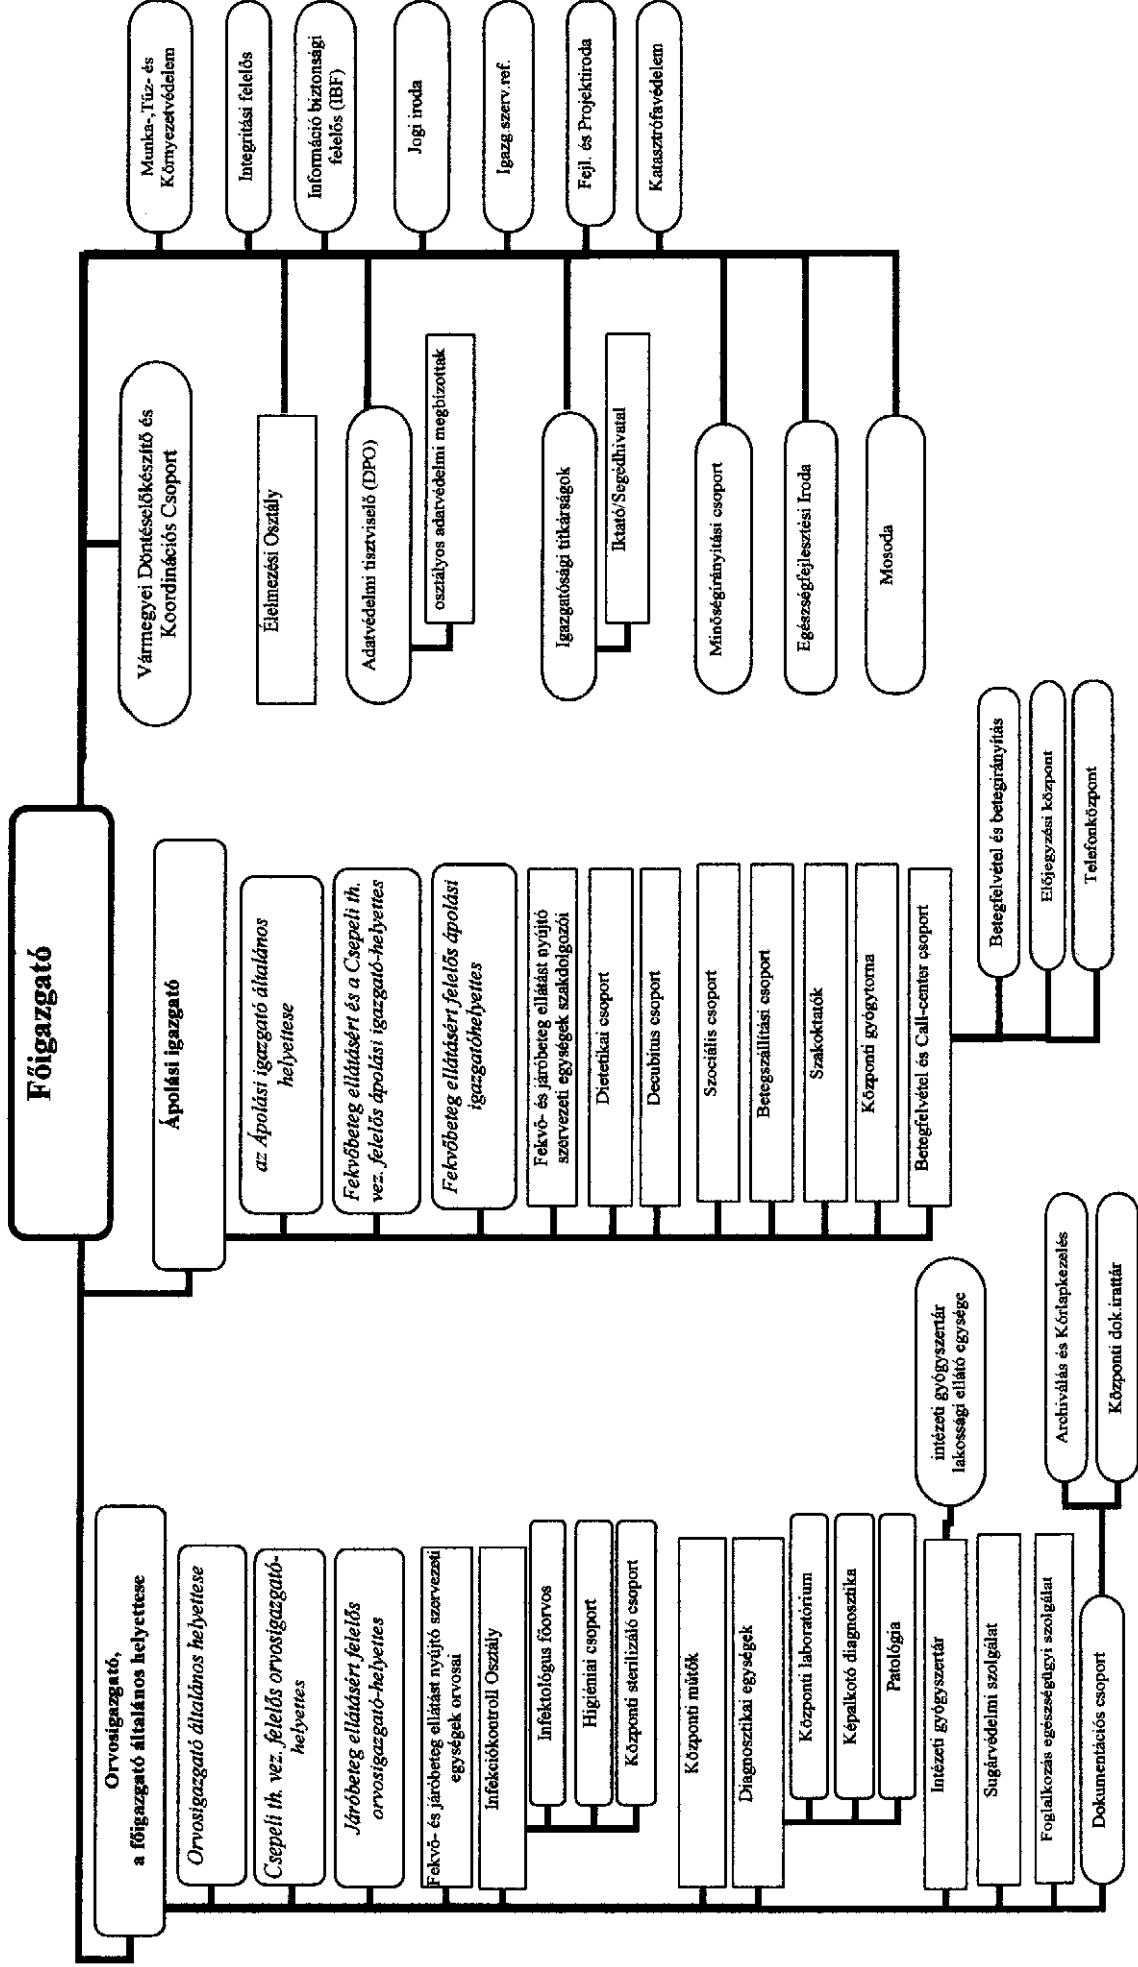 Főigazgató
Orvosigazgató,
a főigazgató általános helyettese
Orvosigazgató általános helyettese
Csepeli th. vez. felelős orvosigazgató-
helyettes
Járóbeteg ellátásért felelős
orvosigazgató-helyettes
Fekvő- és járóbeteg ellátást nyújtó szervezeti
egységek orvosai
Infekciókontroll Osztály
Infektológus főorvos
Higiéniai csoport
Központi sterilizáló csoport
Központi műtők
Diagnosztikai egységek
Központi laboratórium
Képalkotó diagnosztika
Patológia
Intézeti gyógyszertár
intézeti gyógyszertár
lakossági ellátó egysége
Sugárvédelmi szolgálat
Foglalkozás egészségügyi szolgálat
Dokumentációs csoport
Archiválás és Kórlapkezelés
Központi dok.irattár
Ápolási igazgató
az Ápolási igazgató általános
helyettese
Fekvőbeteg ellátásért és a Csepeli th.
vez. felelős ápolási igazgató-helyettes
Fekvőbeteg ellátásért felelős ápolási
igazgatóhelyettes
Fekvő- és járóbeteg ellátást nyújtó
szervezeti egységek szakdolgozói
Dietetikai csoport
Decubitus csoport
Szociális csoport
Betegszállítási csoport
Szakoktatók
Központi gyógytorna
Betegfelvétel és Call-center csoport
Betegfelvétel és betegirányítás
Előjegyzési központ
Telefonközpont
Vármegyei Döntéselőkészítő és
Koordinációs Csoport
Élelmezési Osztály
Adatvédelmi tisztviselő (DPO)
osztályos adatvédelmi megbízottak
Igazgatósági titkárságok
Iktató/Segédhivatal
Minőségirányítási csoport
Egészségfejlesztési Iroda
Mosoda
Munka-,Tűz- és
Környezetvédelem
Integritási felelős
Információ biztonsági
felelős (IBF)
Jogi iroda
Igazg.szerv.ref.
Fejl. és Projektiroda
Katasztrófavédelem